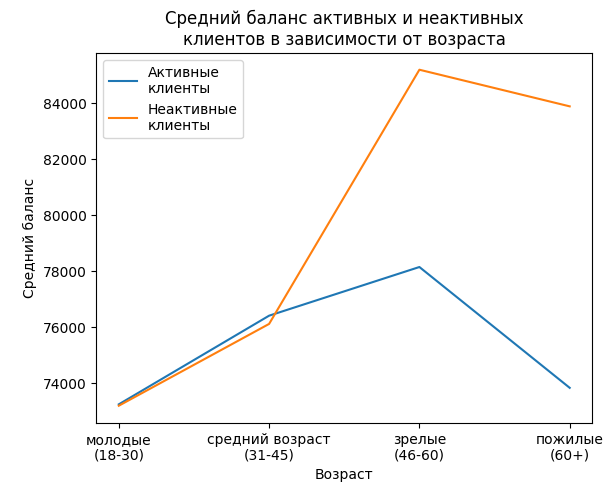 Средний баланс активных и неактивных
клиентов в зависимости от возраста
Активные
клиенты
Неактивные
клиенты
84000
82000
80000
78000
76000
74000
Средний баланс
молодые
(18-30)
средний возраст
(31-45)
зрелые
(46-60)
пожилые
(60+)
Возраст